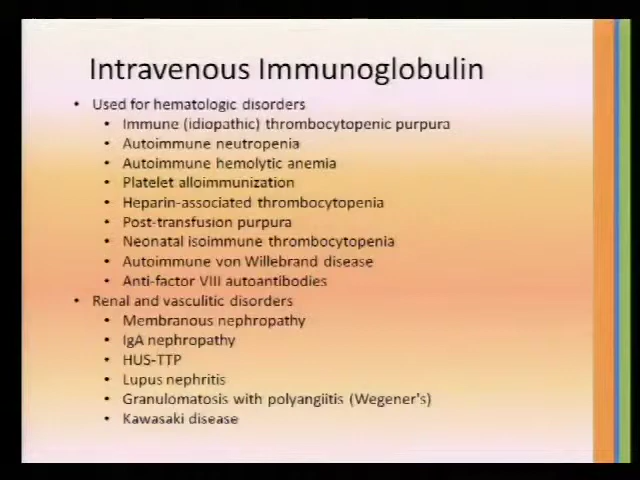 Intravenous Immunoglobulin
• Used for hematologic disorders
• Immune (idiopathic) thrombocytopenic purpura
• Autoimmune neutropenia
• Autoimmune hemolytic anemia
• Platelet alloimmunization
• Heparin-associated thrombocytopenia
• Post-transfusion purpura
• Neonatal isoimmune thrombocytopenia
• Autoimmune von Willebrand disease
• Anti-factor VIII autoantibodies
• Renal and vasculitic disorders
• Membranous nephropathy
• IgA nephropathy
• HUS-TTP
• Lupus nephritis
• Granulomatosis with polyangiitis (Wegener's)
• Kawasaki disease